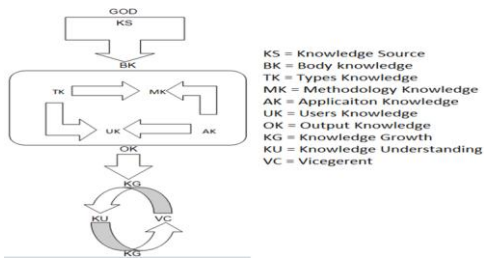 GOD
KS
BK
TK
MK
UK
AK
OK
KG
KU
VC
KG
KS = Knowledge Source
BK = Body knowledge
TK = Types Knowledge
MK = Methodology Knowledge
AK = Applicaiton Knowledge
UK = Users Knowledge
OK = Output Knowledge
KG = Knowledge Growth
KU = Knowledge Understanding
VC = Vicegerent